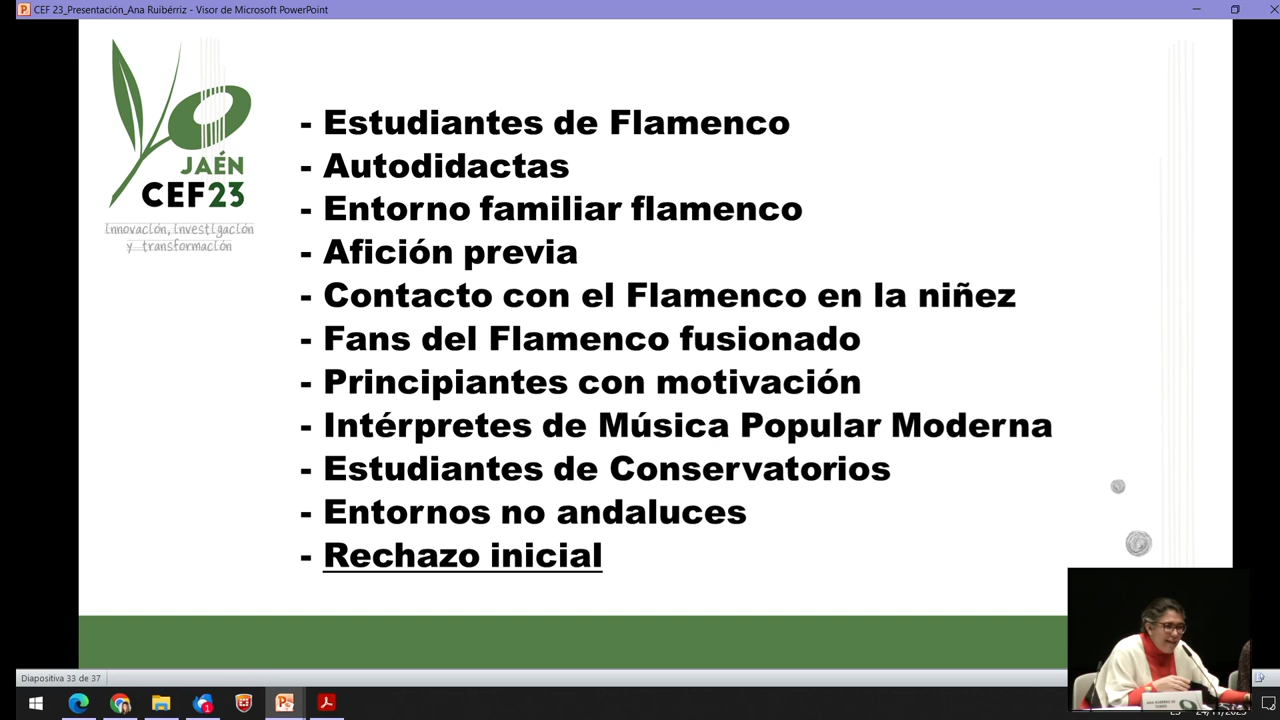 CEF 23_Presentación_Ana Ruibérriz - Visor de Microsoft PowerPoint
JAÉN
CEF23
innovación, investigación
y transformación
- Estudiantes de Flamenco
- Autodidactas
- Entorno familiar flamenco
- Afición previa
- Contacto con el Flamenco en la niñez
- Fans del Flamenco fusionado
- Principiantes con motivación
- Intérpretes de Música Popular Moderna
- Estudiantes de Conservatorios
- Entornos no andaluces
- Rechazo inicial
Diapositiva 33 de 37